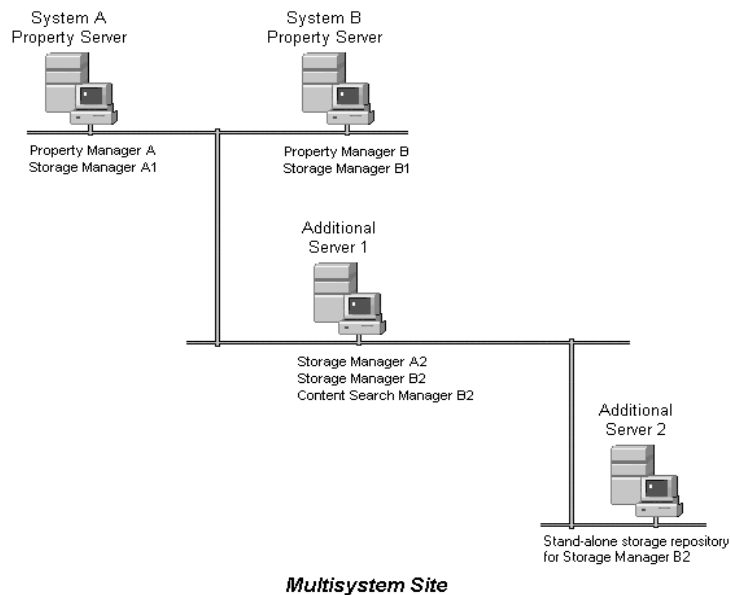 System A
Property Server
System B
Property Server
Property Manager A
Storage Manager A1
Property Manager B
Storage Manager B1
Additional
Server 1
Storage Manager A2
Storage Manager B2
Content Search Manager B2
Additional
Server 2
Stand-alone storage repository
for Storage Manager B2
Multisystem Site